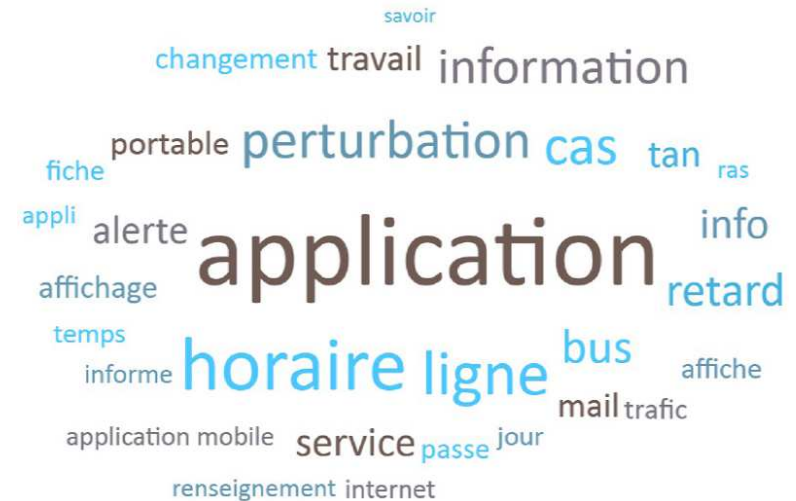 savoir
changement travail information
portable perturbation cas tan
fiche ras
appli alerte application info
affichage retard
temps horaire ligne bus
informe affiche
mail trafic
application mobile service passe jour
renseignement internet